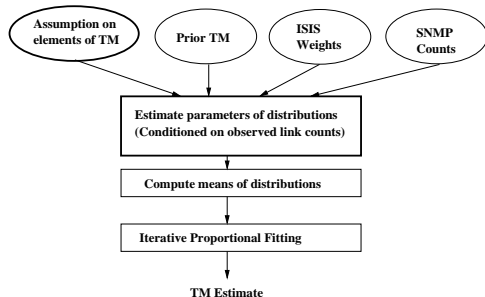 Assumption on
elements of TM
Prior TM
ISIS
Weights
SNMP
Counts
Estimate parameters of distributions
(Conditioned on observed link counts)
Compute means of distributions
Iterative Proportional Fitting
TM Estimate